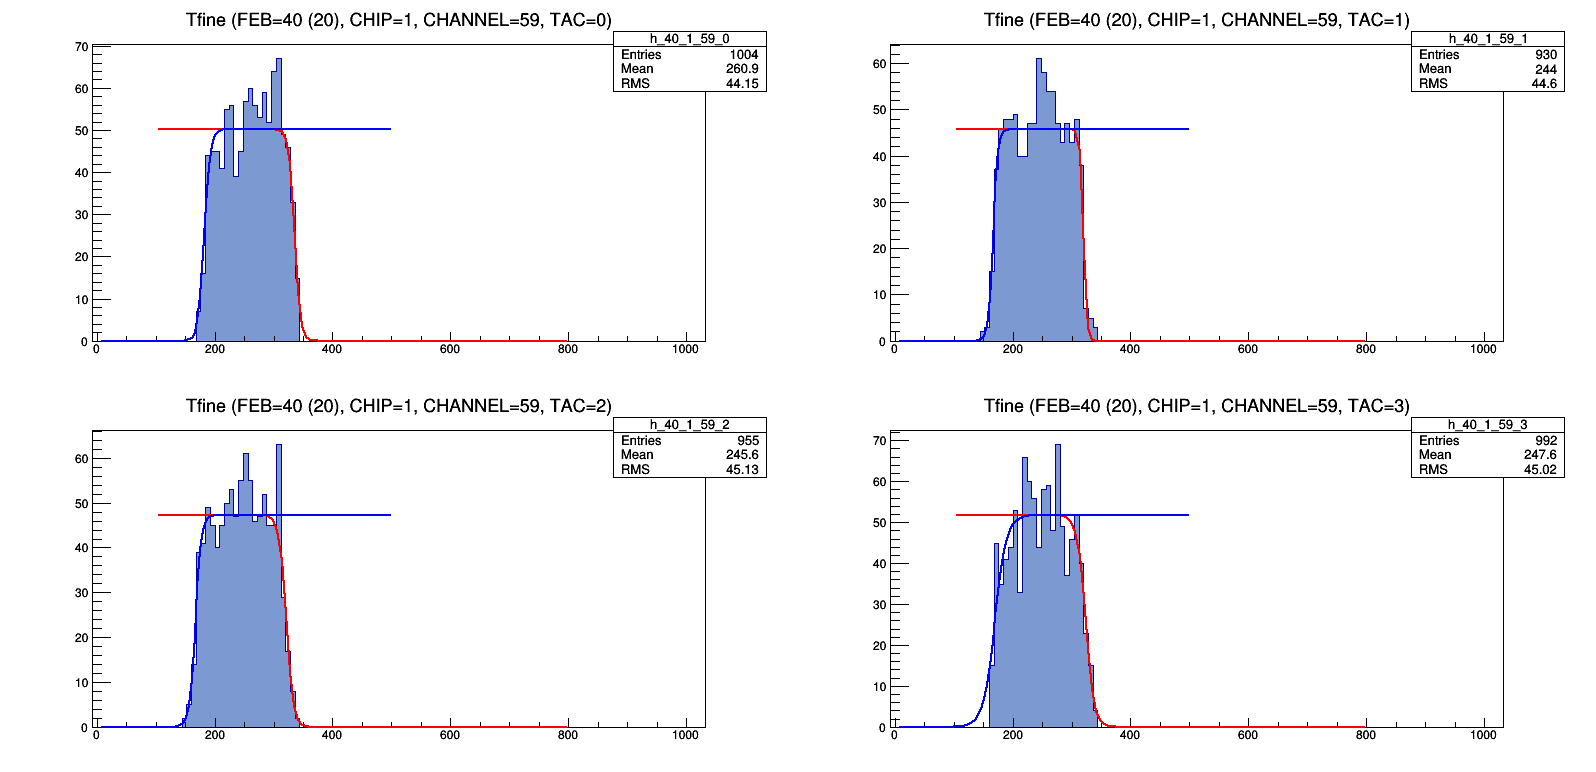 Tfine (FEB=40 (20), CHIP=1, CHANNEL=59, TAC=0)
h_40_1_59_0
Entries 1004
Mean 260.9
RMS 44.15
70
60
50
40
30
20
10
0
0 200 400 600 800 1000
Tfine (FEB=40 (20), CHIP=1, CHANNEL=59, TAC=1)
h_40_1_59_1
Entries 930
Mean 244
RMS 44.6
60
50
40
30
20
10
0
0 200 400 600 800 1000
Tfine (FEB=40 (20), CHIP=1, CHANNEL=59, TAC=2)
h_40_1_59_2
Entries 955
Mean 245.6
RMS 45.13
60
50
40
30
20
10
0
0 200 400 600 800 1000
Tfine (FEB=40 (20), CHIP=1, CHANNEL=59, TAC=3)
h_40_1_59_3
Entries 992
Mean 247.6
RMS 45.02
70
60
50
40
30
20
10
0
0 200 400 600 800 1000